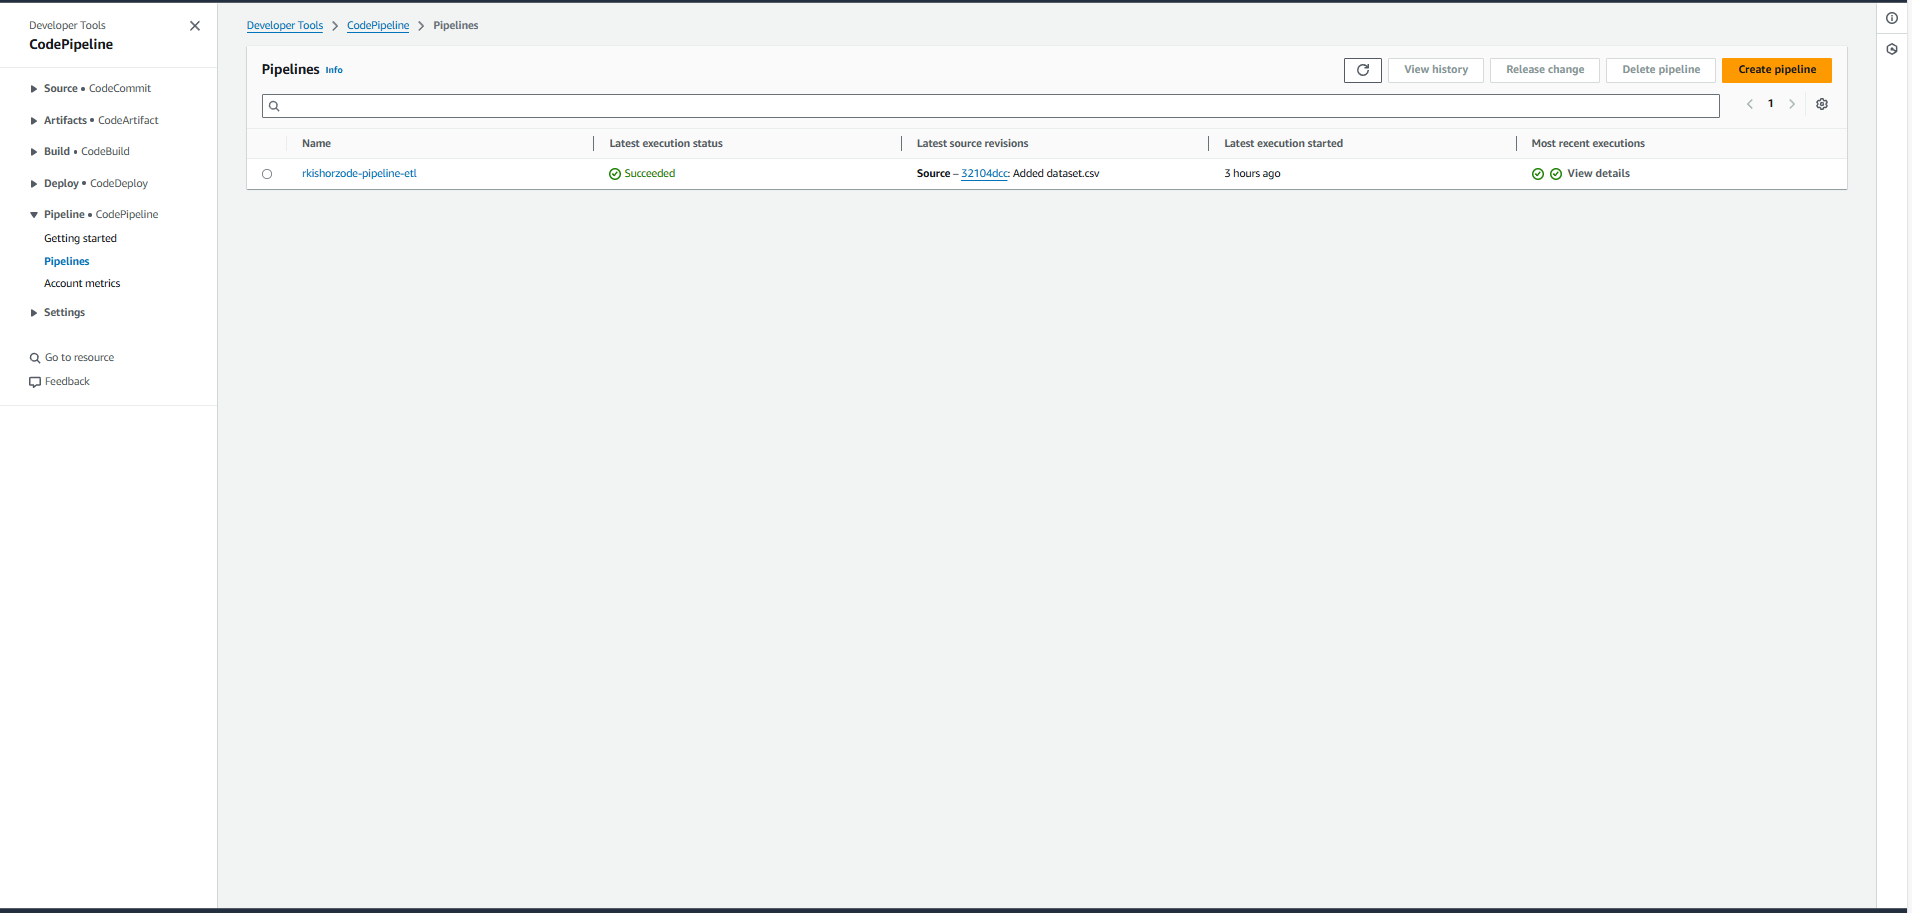 Developer Tools
CodePipeline
Source • CodeCommit
Artifacts • CodeArtifact
Build • CodeBuild
Deploy • CodeDeploy
Pipeline • CodePipeline
Getting started
Pipelines
Account metrics
Settings
Go to resource
Feedback
Developer Tools > CodePipeline > Pipelines
Pipelines Info
View history Release change Delete pipeline Create pipeline
1
Name Latest execution status Latest source revisions Latest execution started Most recent executions
rkishorzode-pipeline-etl Succeeded Source – 32104dcc: Added dataset.csv 3 hours ago View details